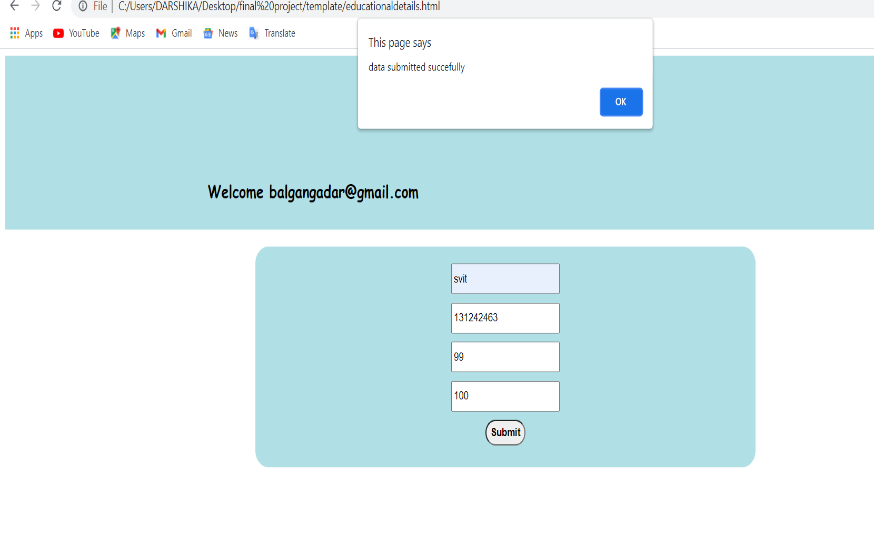 File | C:/Users/DARSHIKA/Desktop/final%20project/template/educationaldetails.html
Apps YouTube Maps Gmail News Translate
This page says
data submitted succefully
OK
Welcome balgangadar@gmail.com
svit
131242463
99
100
Submit